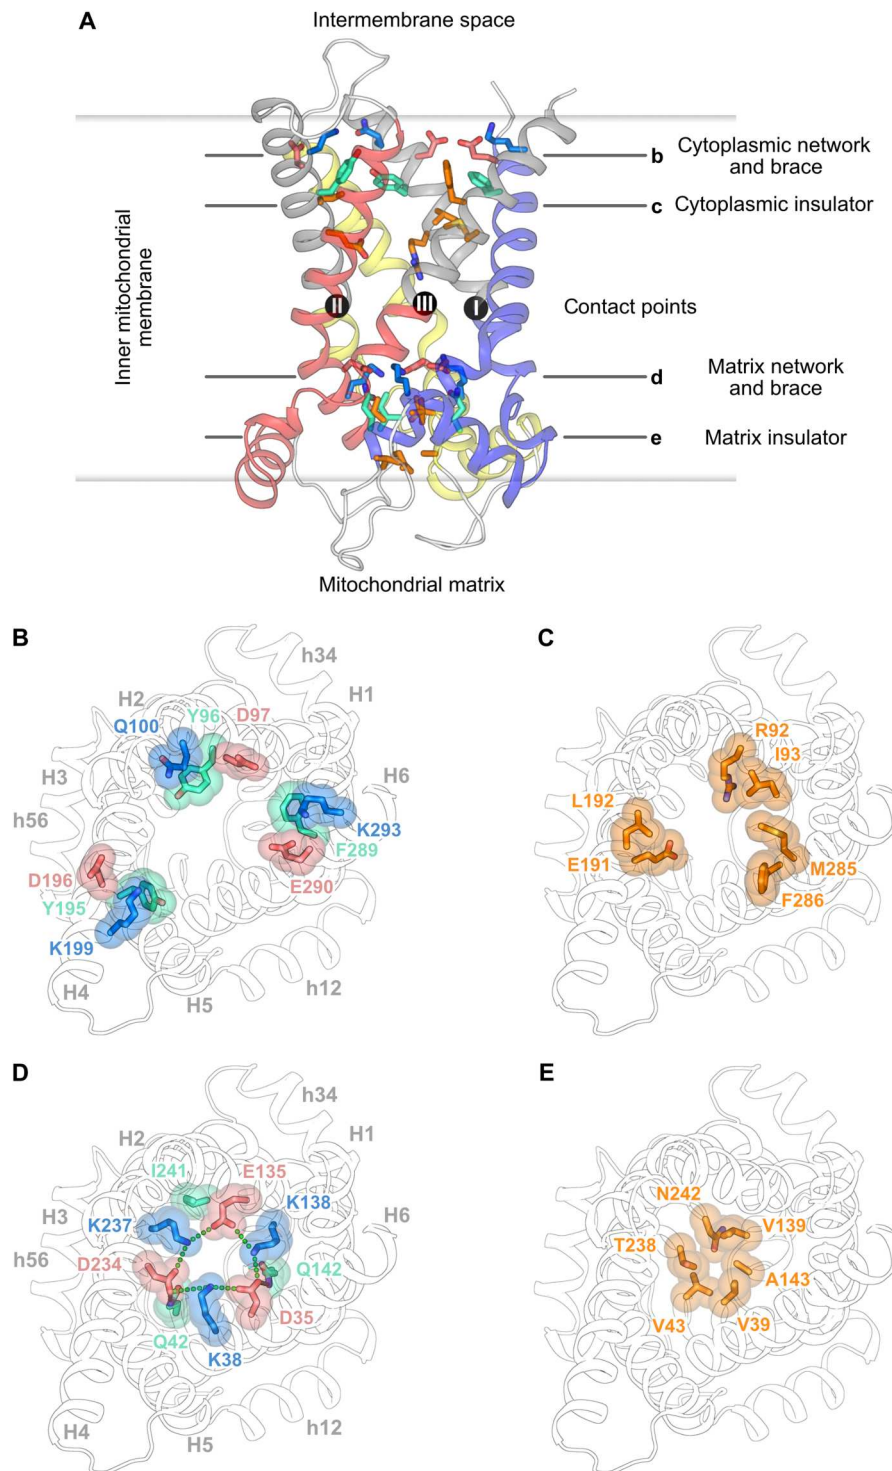 A
Intermembrane space
b
Cytoplasmic network
and brace
c
Cytoplasmic insulator
Inner mitochondrial
membrane
II
III
I
Contact points
d
Matrix network
and brace
e
Matrix insulator
Mitochondrial matrix
B
h34
H2
H1
Q100
Y96
D97
H3
H6
h56
K293
F289
D196
E290
Y195
K199
H4
H5
h12
C
R92
I93
L192
E191
M285
F286
D
h34
H2
H1
I241
E135
K138
K237
H3
H6
h56
D234
Q142
Q42
D35
K38
H4
H5
h12
E
N242
V139
T238
A143
V43
V39